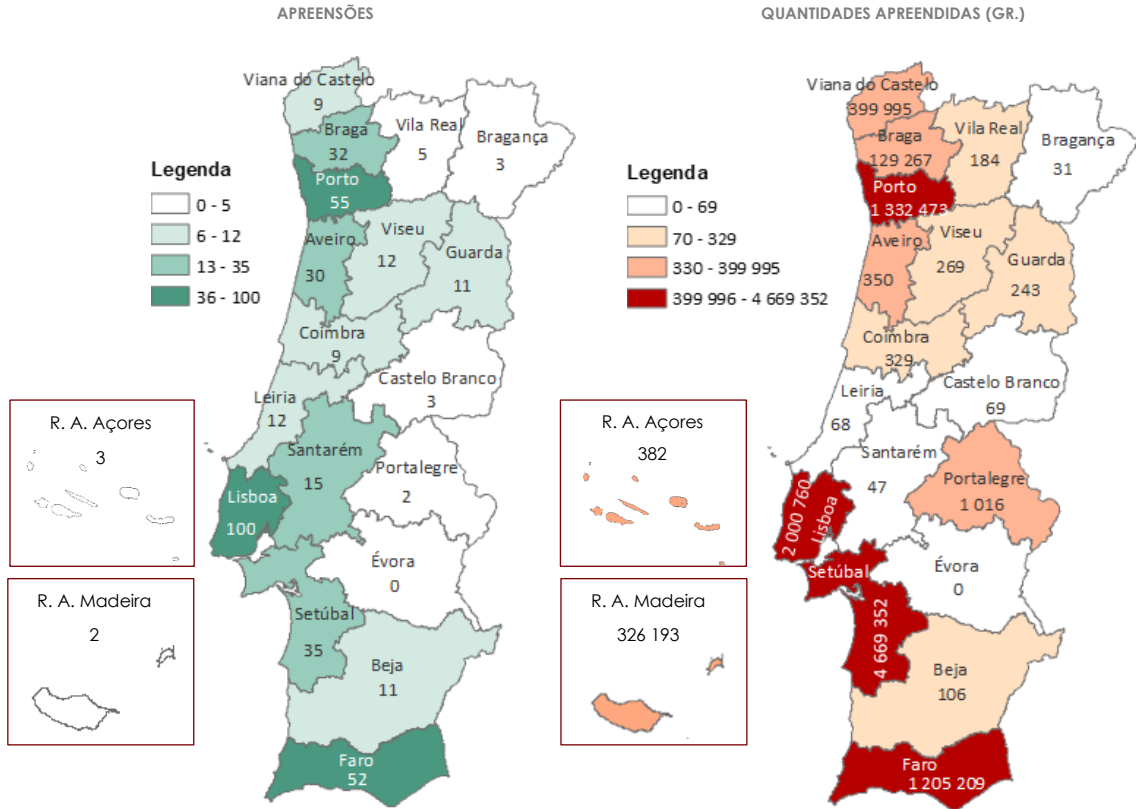 APREENSÕES
Viana do Castelo
9
Braga
32
Vila Real
5
Bragança
3
Legenda
0 - 5
6 - 12
13 - 35
36 - 100
Porto
55
Aveiro
30
Viseu
12
Guarda
11
Coimbra
9
Castelo Branco
3
Leiria
12
Santarém
15
Portalegre
2
Lisboa
100
Évora
0
Setúbal
35
Beja
11
Faro
52
R. A. Açores
3
R. A. Madeira
2
QUANTIDADES APREENDIDAS (GR.)
Viana do Castelo
399 995
Braga
129 267
Vila Real
184
Bragança
31
Legenda
0 - 69
70 - 329
330 - 399 995
399 996 - 4 669 352
Porto
1 332 473
Aveiro
350
Viseu
269
Guarda
243
Coimbra
329
Castelo Branco
69
Leiria
68
Santarém
47
Portalegre
1 016
Lisboa
2 000 760
Évora
0
Setúbal
4 669 352
Beja
106
Faro
1 205 209
R. A. Açores
382
R. A. Madeira
326 193